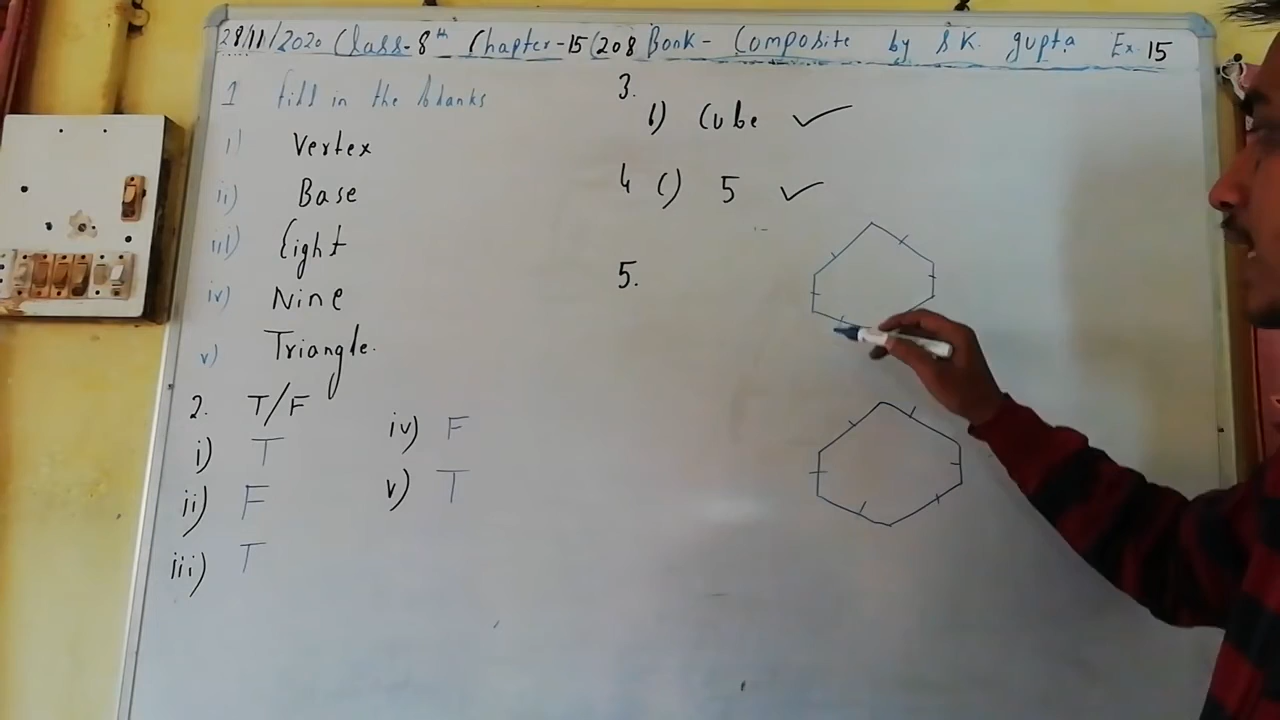 28/11/2020 Class-8th Chapter-15(208 Book- Composite by S.K. gupta Ex 15
1 fill in the blanks
i) Vertex
ii) Base
iii) Eight
iv) Nine
v) Triangle.
2. T/F
i) T
ii) F
iii) T
iv) F
v) T
3.
b) Cube ✓
4 c) 5 ✓
5.